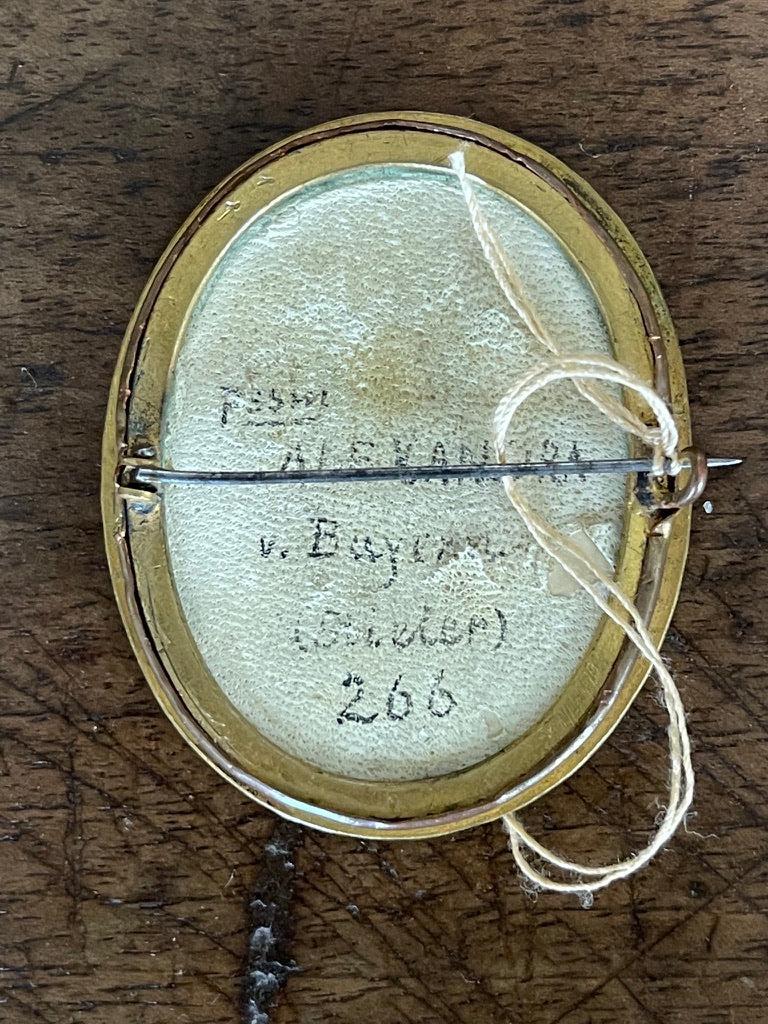 ALEXANDRA
v. Bayern
(Stieler)
266